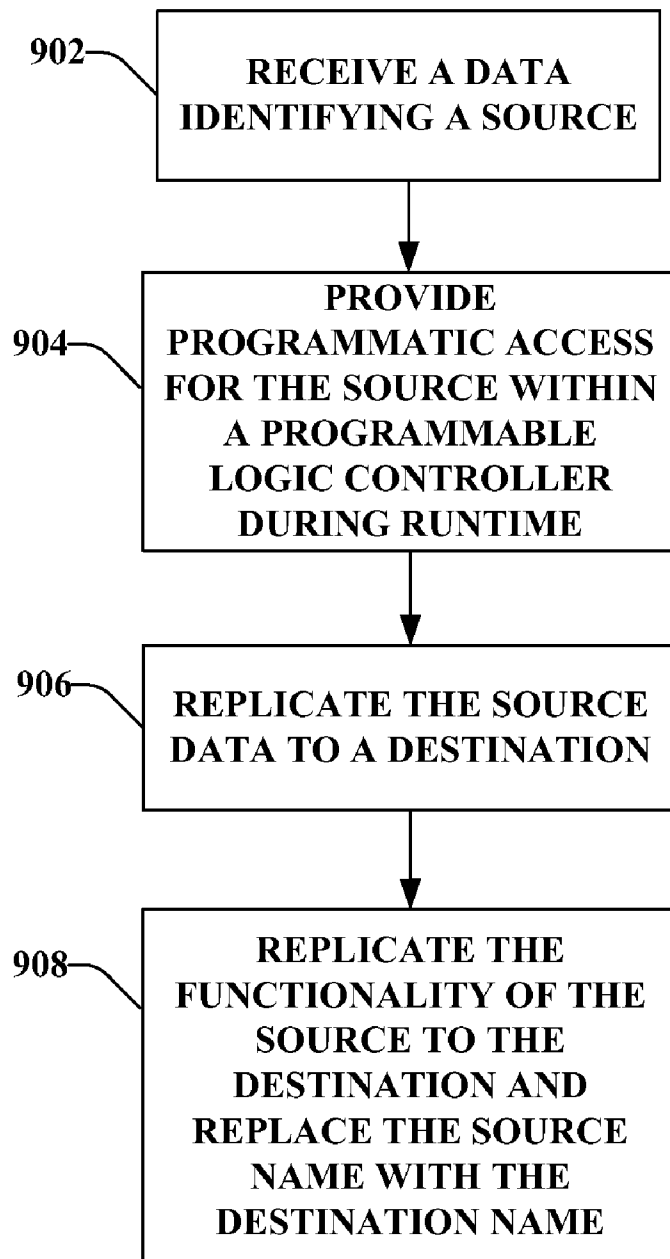 902
RECEIVE A DATA
IDENTIFYING A SOURCE
904
PROVIDE
PROGRAMMATIC ACCESS
FOR THE SOURCE WITHIN
A PROGRAMMABLE
LOGIC CONTROLLER
DURING RUNTIME
906
REPLICATE THE SOURCE
DATA TO A DESTINATION
908
REPLICATE THE
FUNCTIONALITY OF THE
SOURCE TO THE
DESTINATION AND
REPLACE THE SOURCE
NAME WITH THE
DESTINATION NAME